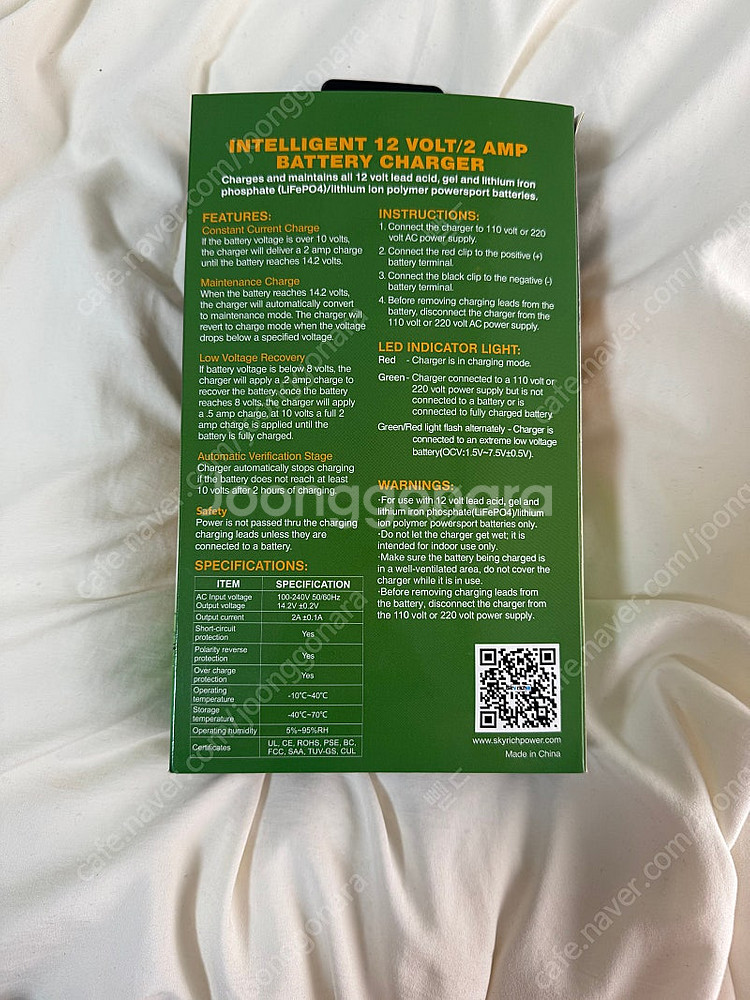 INTELLIGENT 12 VOLT/2 AMP
BATTERY CHARGER
Charges and maintains all 12 volt lead acid, gel and lithium iron
phosphate (LiFePO4)/lithium ion polymer powersport batteries.
FEATURES:
Constant Current Charge
If the battery voltage is over 10 volts,
the charger will deliver a 2 amp charge
until the battery reaches 14.2 volts.
Maintenance Charge
When the battery reaches 14.2 volts,
the charger will automatically convert
to maintenance mode. The charger will
revert to charge mode when the voltage
drops below a specified voltage.
Low Voltage Recovery
If battery voltage is below 8 volts, the
charger will apply a .2 amp charge to
recover the battery, once the battery
reaches 8 volts, the charger will apply
a .5 amp charge, at 10 volts a full 2
amp charge is applied until the
battery is fully charged.
Automatic Verification Stage
Charger automatically stops charging
if the battery does not reach at least
10 volts after 2 hours of charging.
Safety
Power is not passed thru the charging
charging leads unless they are
connected to a battery.
SPECIFICATIONS:
ITEM SPECIFICATION
AC Input voltage 100-240V 50/60Hz
Output voltage 14.2V ±0.2V
Output current 2A ±0.1A
Short-circuit
protection Yes
Polarity reverse
protection Yes
Over charge
protection Yes
Operating
temperature -10℃~40℃
Storage
temperature -40℃~70℃
Operating humidity 5%~95%RH
Certificates UL, CE, ROHS, PSE, BC,
FCC, SAA, TUV-GS, CUL
INSTRUCTIONS:
1. Connect the charger to 110 volt or 220
volt AC power supply.
2. Connect the red clip to the positive (+)
battery terminal.
3. Connect the black clip to the negative (-)
battery terminal.
4. Before removing charging leads from the
battery, disconnect the charger from the
110 volt or 220 volt AC power supply.
LED INDICATOR LIGHT:
Red - Charger is in charging mode.
Green - Charger connected to a 110 volt or
220 volt power supply but is not
connected to a battery or is
connected to fully charged battery
Green/Red light flash alternately - Charger is
connected to an extreme low voltage
battery(OCV:1.5V~7.5V±0.5V).
WARNINGS:
·For use with 12 volt lead acid, gel and
lithium iron phosphate(LiFePO4)/lithium
ion polymer powersport batteries only.
·Do not let the charger get wet; it is
intended for indoor use only.
·Make sure the battery being charged is
in a well-ventilated area, do not cover the
charger while it is in use.
·Before removing charging leads from
the battery, disconnect the charger from
the 110 volt or 220 volt power supply.
www.skyrichpower.com
Made in China
Joonggonara
cafe.naver.com/joonggonara